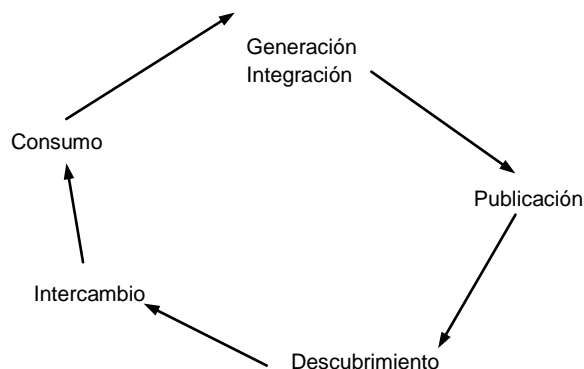 Generación
Integración
Consumo
Publicación
Intercambio
Descubrimiento